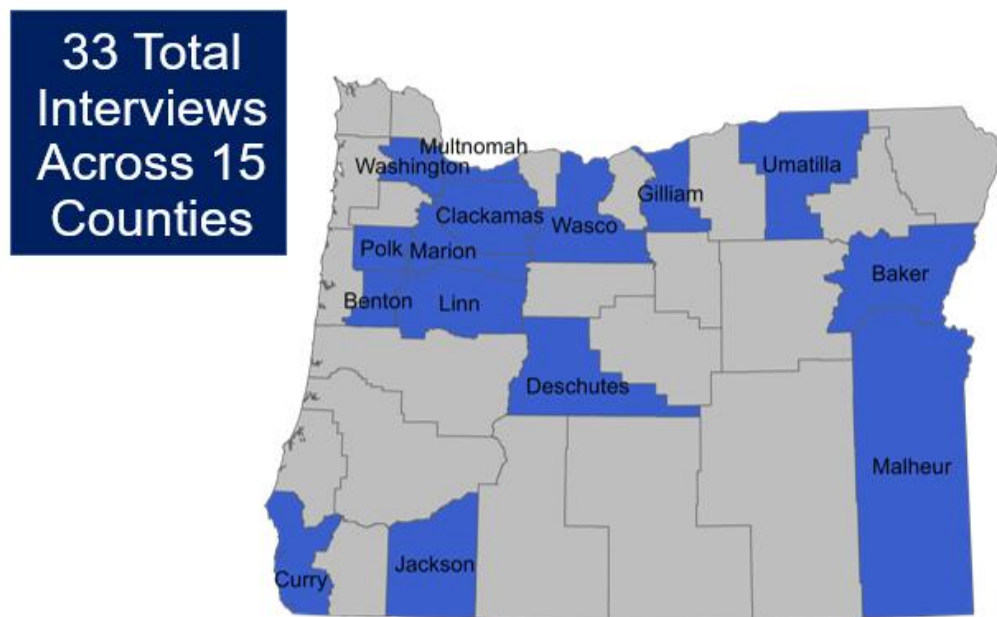 33 Total
Interviews
Across 15
Counties
Multnomah
Washington
Umatilla
Gilliam
Clackamas
Wasco
Polk Marion
Baker
Benton
Linn
Deschutes
Malheur
Jackson
Curry